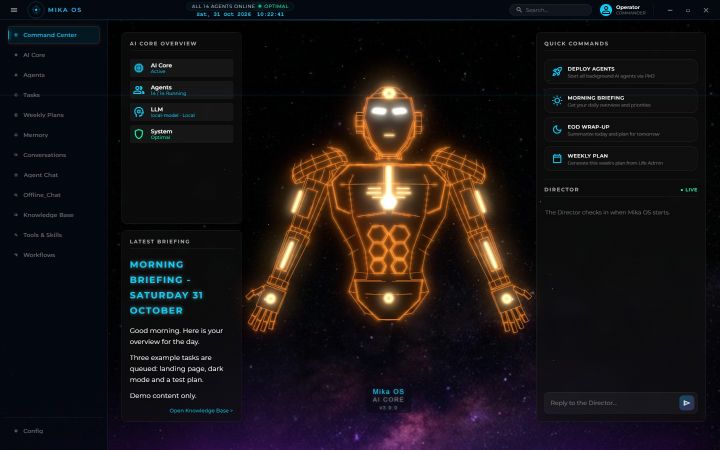 MIKA OS
ALL 14 AGENTS ONLINE OPTIMAL
Sat, 31 Oct 2026 10:22:41
Search...
Operator
COMMANDER
Command Center
AI Core
Agents
Tasks
Weekly Plans
Memory
Conversations
Agent Chat
Offline_Chat
Knowledge Base
Tools & Skills
Workflows
Config
AI CORE OVERVIEW
AI Core
Active
Agents
14 / 14 Running
LLM
local-model · Local
System
Optimal
LATEST BRIEFING
MORNING
BRIEFING -
SATURDAY 31
OCTOBER
Good morning. Here is your
overview for the day.
Three example tasks are
queued: landing page, dark
mode and a test plan.
Demo content only.
Open Knowledge Base >
Mika OS
AI CORE
v3.0.0
QUICK COMMANDS
DEPLOY AGENTS
Start all background AI agents via PM2
MORNING BRIEFING
Get your daily overview and priorities
EOD WRAP-UP
Summarize today and plan for tomorrow
WEEKLY PLAN
Generate this week's plan from Life Admin
DIRECTOR
LIVE
The Director checks in when Mika OS starts.
Reply to the Director...